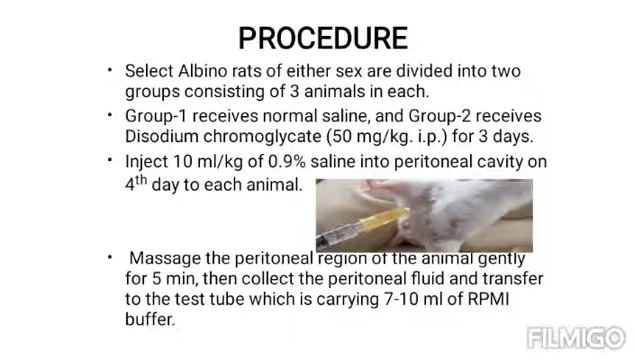 PROCEDURE
• Select Albino rats of either sex are divided into two
groups consisting of 3 animals in each.
• Group-1 receives normal saline, and Group-2 receives
Disodium chromoglycate (50 mg/kg. i.p.) for 3 days.
• Inject 10 ml/kg of 0.9% saline into peritoneal cavity on
4th day to each animal.
• Massage the peritoneal region of the animal gently
for 5 min, then collect the peritoneal fluid and transfer
to the test tube which is carrying 7-10 ml of RPMI
buffer.
FILMIGO